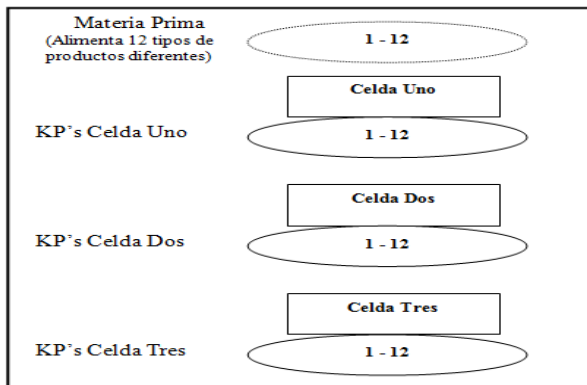 Materia Prima
(Alimenta 12 tipos de
productos diferentes)
1 - 12
Celda Uno
KP's Celda Uno
1 - 12
Celda Dos
KP's Celda Dos
1 - 12
Celda Tres
KP's Celda Tres
1 - 12